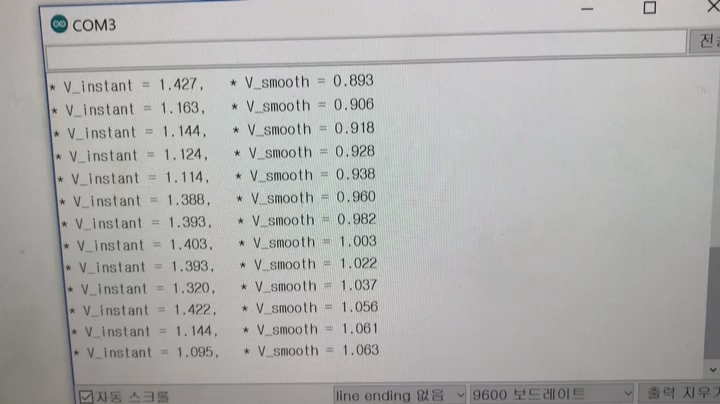 COM3
* V_instant = 1.427, * V_smooth = 0.893
* V_instant = 1.163, * V_smooth = 0.906
* V_instant = 1.144, * V_smooth = 0.918
* V_instant = 1.124, * V_smooth = 0.928
* V_instant = 1.114, * V_smooth = 0.938
* V_instant = 1.388, * V_smooth = 0.960
* V_instant = 1.393, * V_smooth = 0.982
* V_instant = 1.403, * V_smooth = 1.003
* V_instant = 1.393, * V_smooth = 1.022
* V_instant = 1.320, * V_smooth = 1.037
* V_instant = 1.422, * V_smooth = 1.056
* V_instant = 1.144, * V_smooth = 1.061
* V_instant = 1.095, * V_smooth = 1.063
자동 스크롤 line ending 없음 9600 보드레이트 출력 지우기